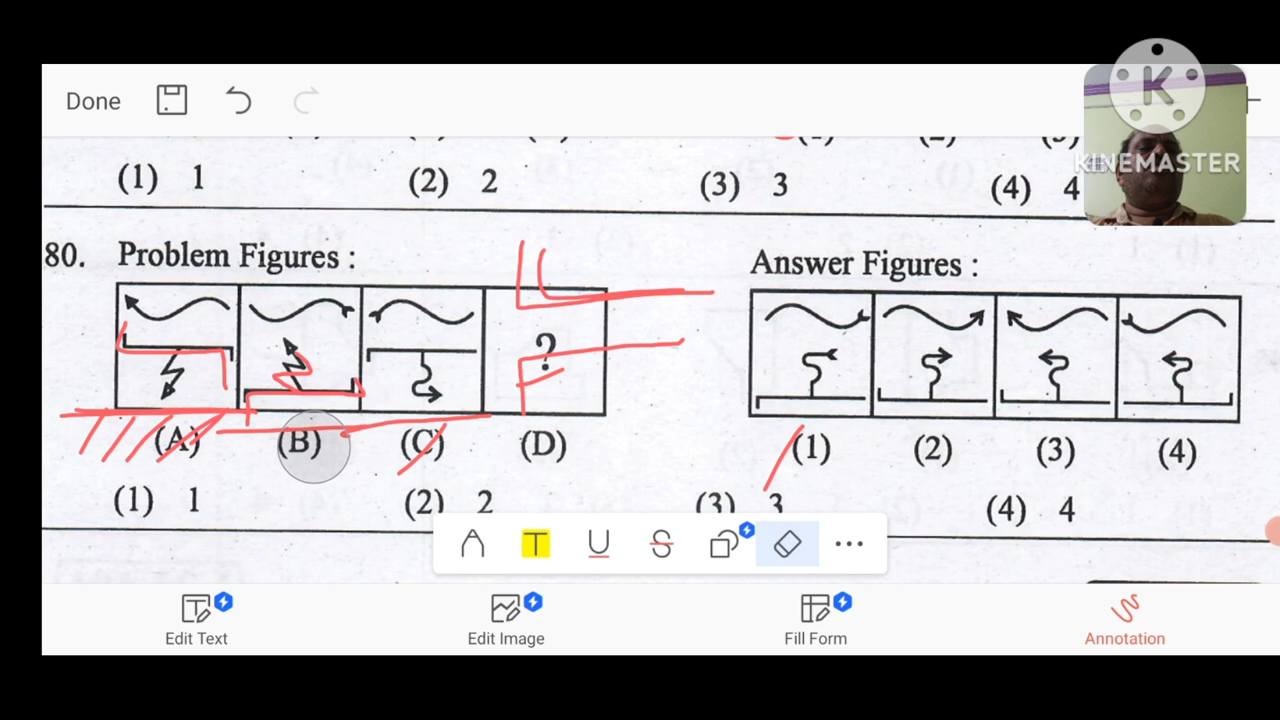 Done
KINEMASTER
(1) 1 (2) 2 (3) 3 (4) 4
80. Problem Figures : Answer Figures :
?
(A) (B) (C) (D) (1) (2) (3) (4)
(1) 1 (2) 2 (3) 3 (4) 4
T U S
Edit Text Edit Image Fill Form Annotation